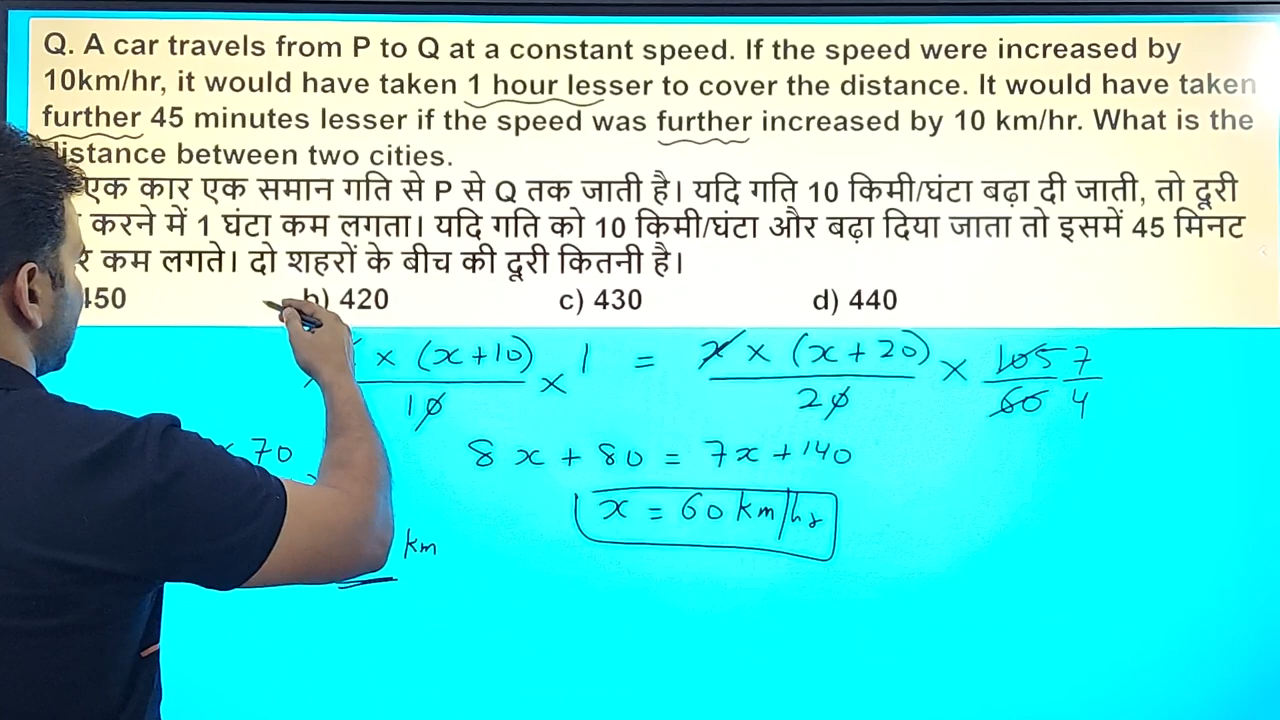 Q. A car travels from P to Q at a constant speed. If the speed were increased by
10km/hr, it would have taken 1 hour lesser to cover the distance. It would have taken
further 45 minutes lesser if the speed was further increased by 10 km/hr. What is the
distance between two cities.
एक कार एक समान गति से P से Q तक जाती है। यदि गति 10 किमी/घंटा बढ़ा दी जाती, तो दूरी
करने में 1 घंटा कम लगता। यदि गति को 10 किमी/घंटा और बढ़ा दिया जाता तो इसमें 45 मिनट
कम लगते। दो शहरों के बीच की दूरी कितनी है।
450 b) 420 c) 430 d) 440
× (x+10) × 1 = x × (x+20) × 105 7
10 20 60 4
× 70 8x + 80 = 7x + 140
x = 60 km/hr
km